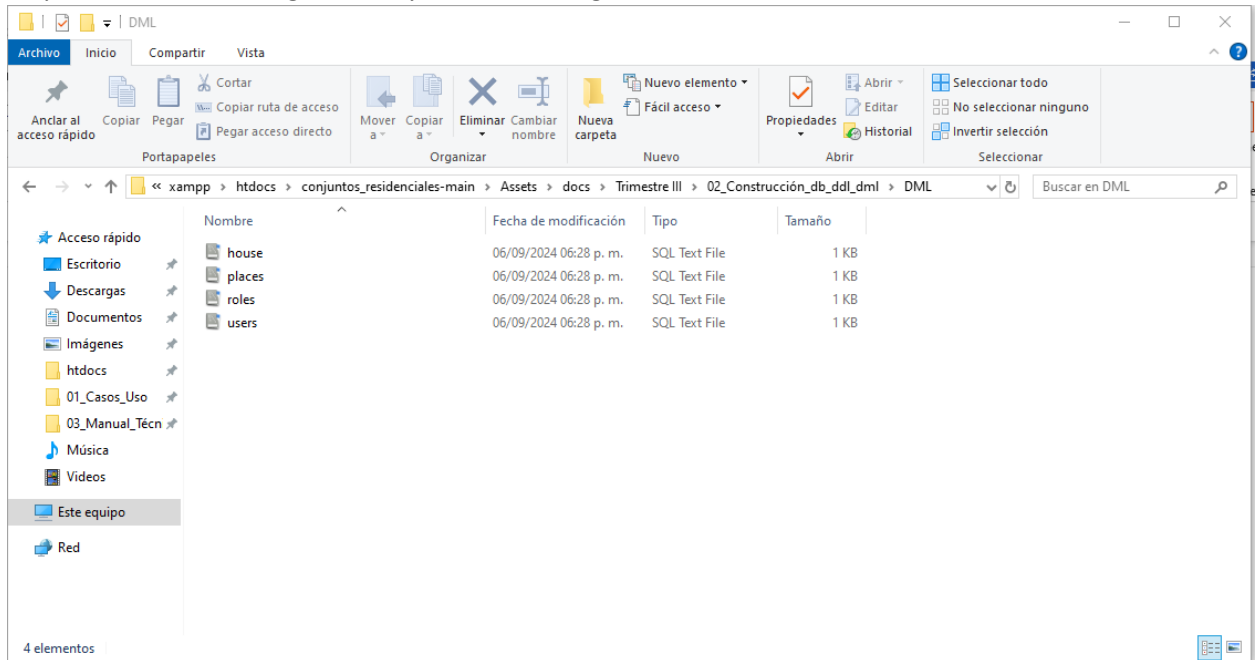 DML
Archivo Inicio Compartir Vista
Anclar al acceso rápido
Copiar
Pegar
Cortar
Copiar ruta de acceso
Pegar acceso directo
Portapapeles
Mover a
Copiar a
Eliminar
Cambiar nombre
Organizar
Nueva carpeta
Nuevo elemento
Fácil acceso
Nuevo
Propiedades
Abrir
Editar
Historial
Abrir
Seleccionar todo
No seleccionar ninguno
Invertir selección
Seleccionar
« xampp > htdocs > conjuntos_residenciales-main > Assets > docs > Trimestre III > 02_Construcción_db_ddl_dml > DML
Buscar en DML
Acceso rápido
Escritorio
Descargas
Documentos
Imágenes
htdocs
01_Casos_Uso
03_Manual_Técn
Música
Videos
Este equipo
Red
Nombre Fecha de modificación Tipo Tamaño
house 06/09/2024 06:28 p. m. SQL Text File 1 KB
places 06/09/2024 06:28 p. m. SQL Text File 1 KB
roles 06/09/2024 06:28 p. m. SQL Text File 1 KB
users 06/09/2024 06:28 p. m. SQL Text File 1 KB
4 elementos